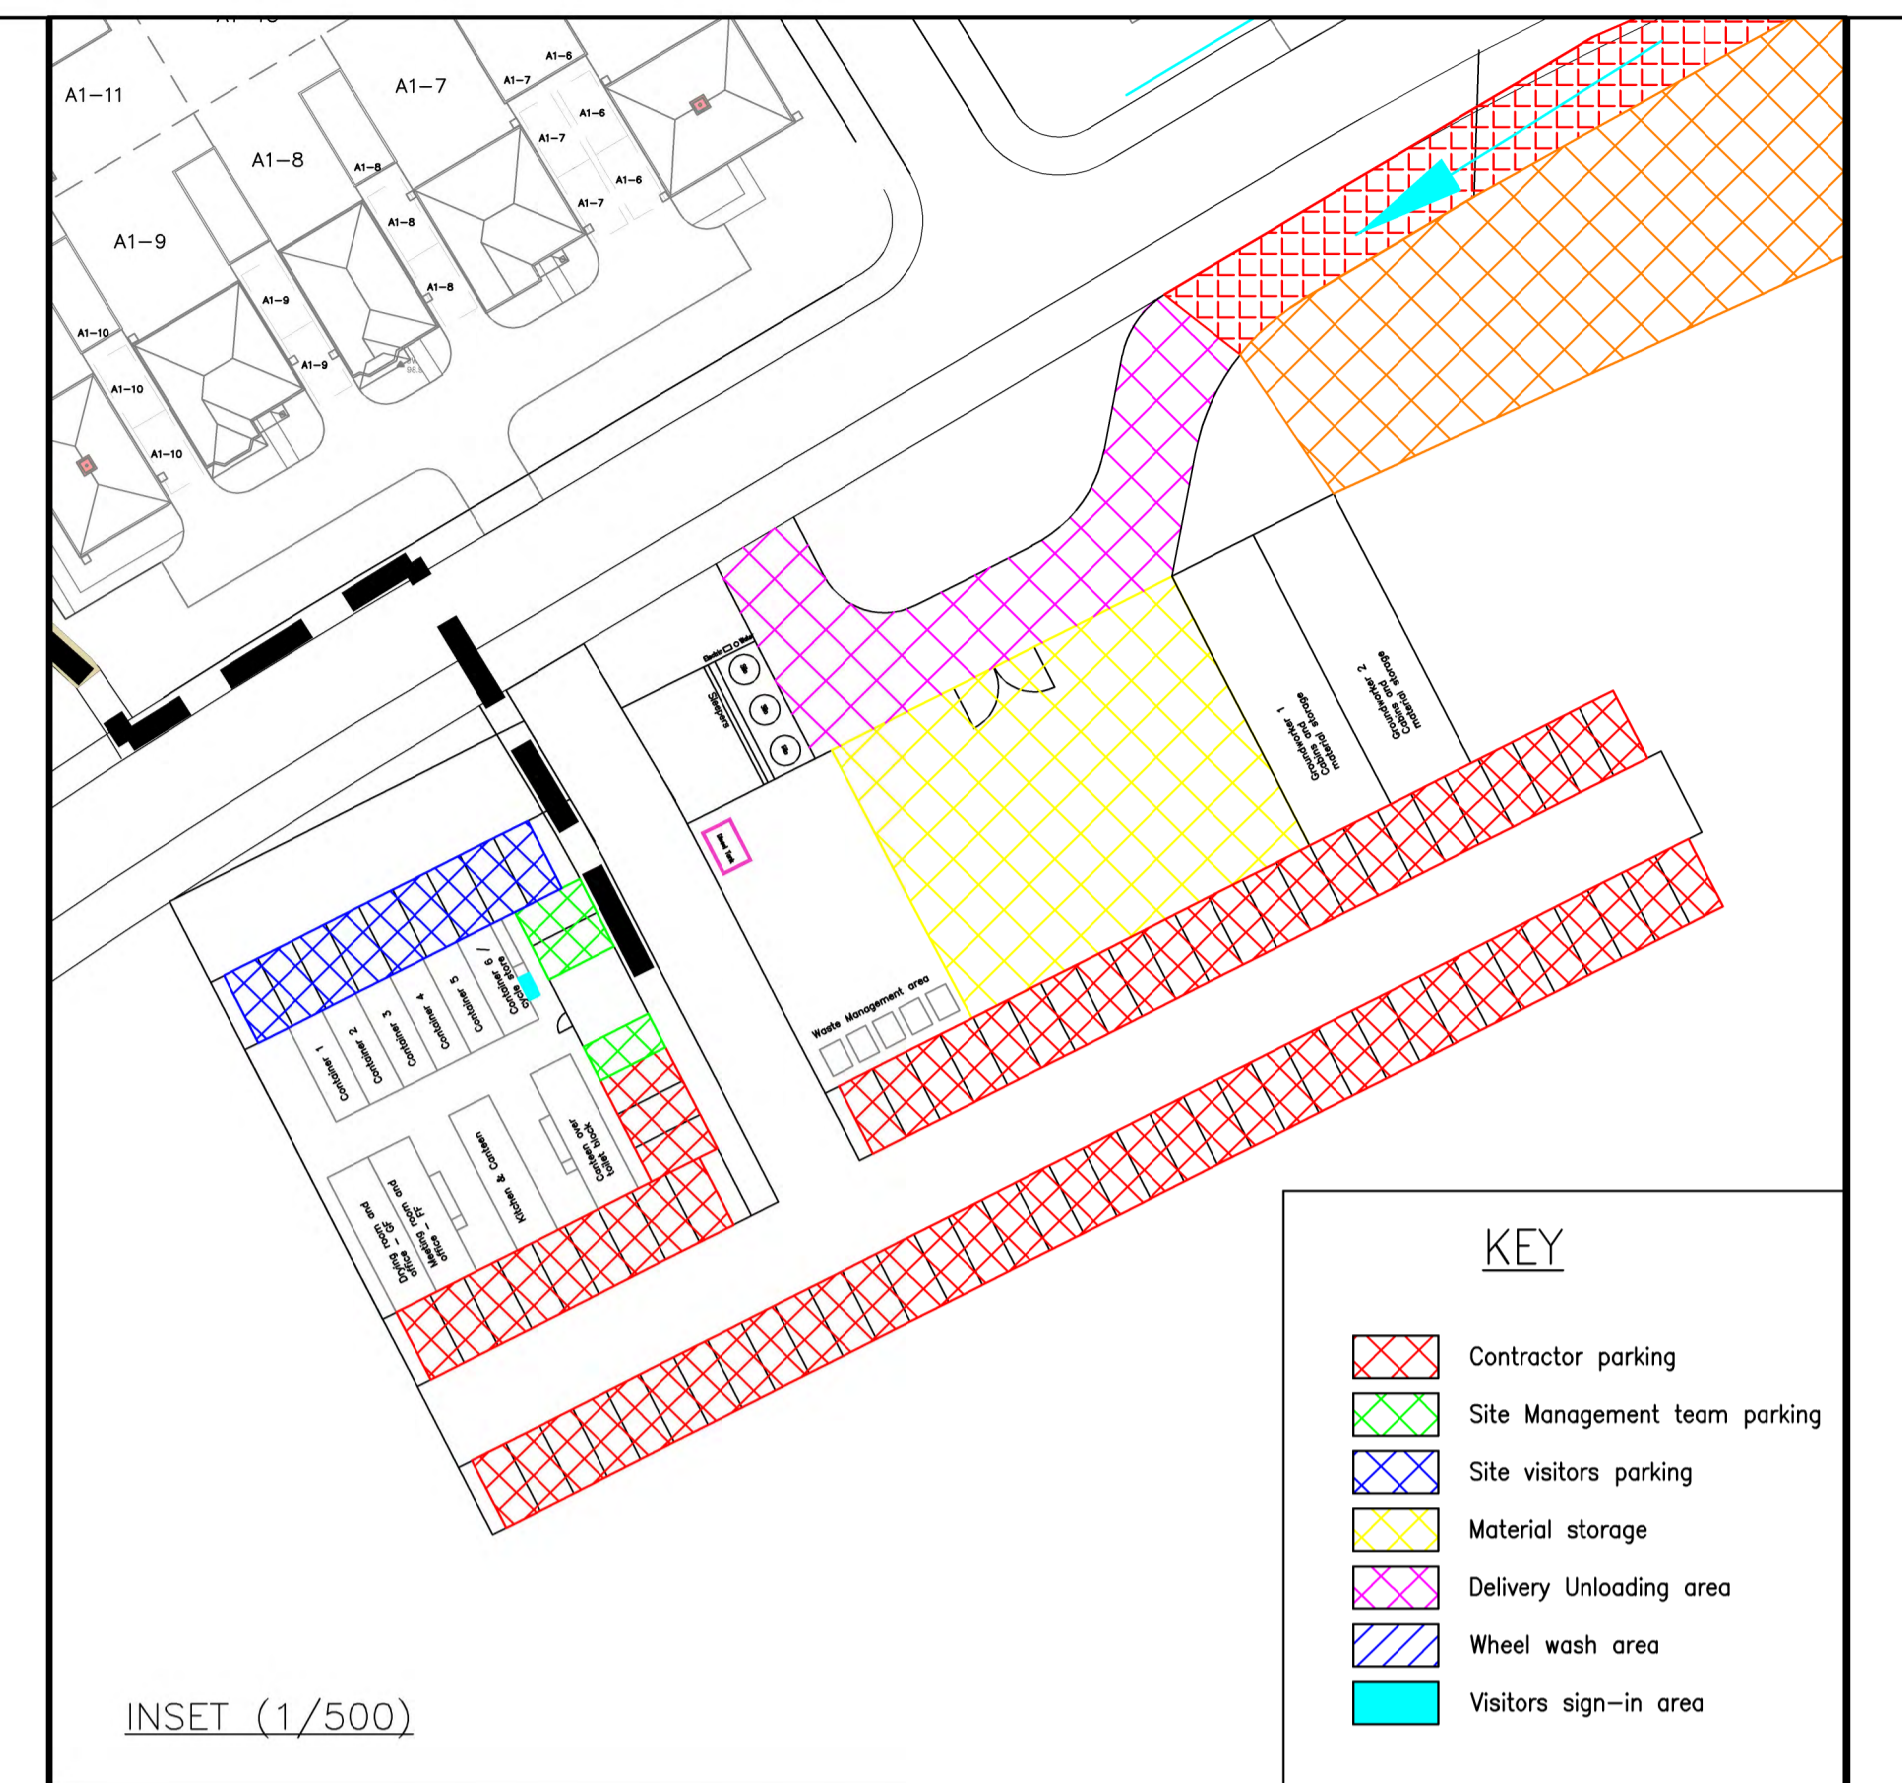 A1-11
A1-7
A1-7
A1-6
A1-6
A1-7
A1-6
A1-7
A1-8
A1-8
A1-8
A1-8
A1-9
A1-9
A1-9
A1-10
A1-10
A1-10
Sleepers
Silo
Silo
Silo
Groundworker 1
Cabins and
material storage
Groundworker 2
Cabins and
material storage
Waste Management area
Container 1
Container 2
Container 3
Container 4
Container 5
Container 6 /
cycle store
Drying room and
office - GF
Meeting room and
office - FF
Kitchen & Canteen
Canteen over
toilet block
KEY
Contractor parking
Site Management team parking
Site visitors parking
Material storage
Delivery Unloading area
Wheel wash area
Visitors sign-in area
INSET (1/500)